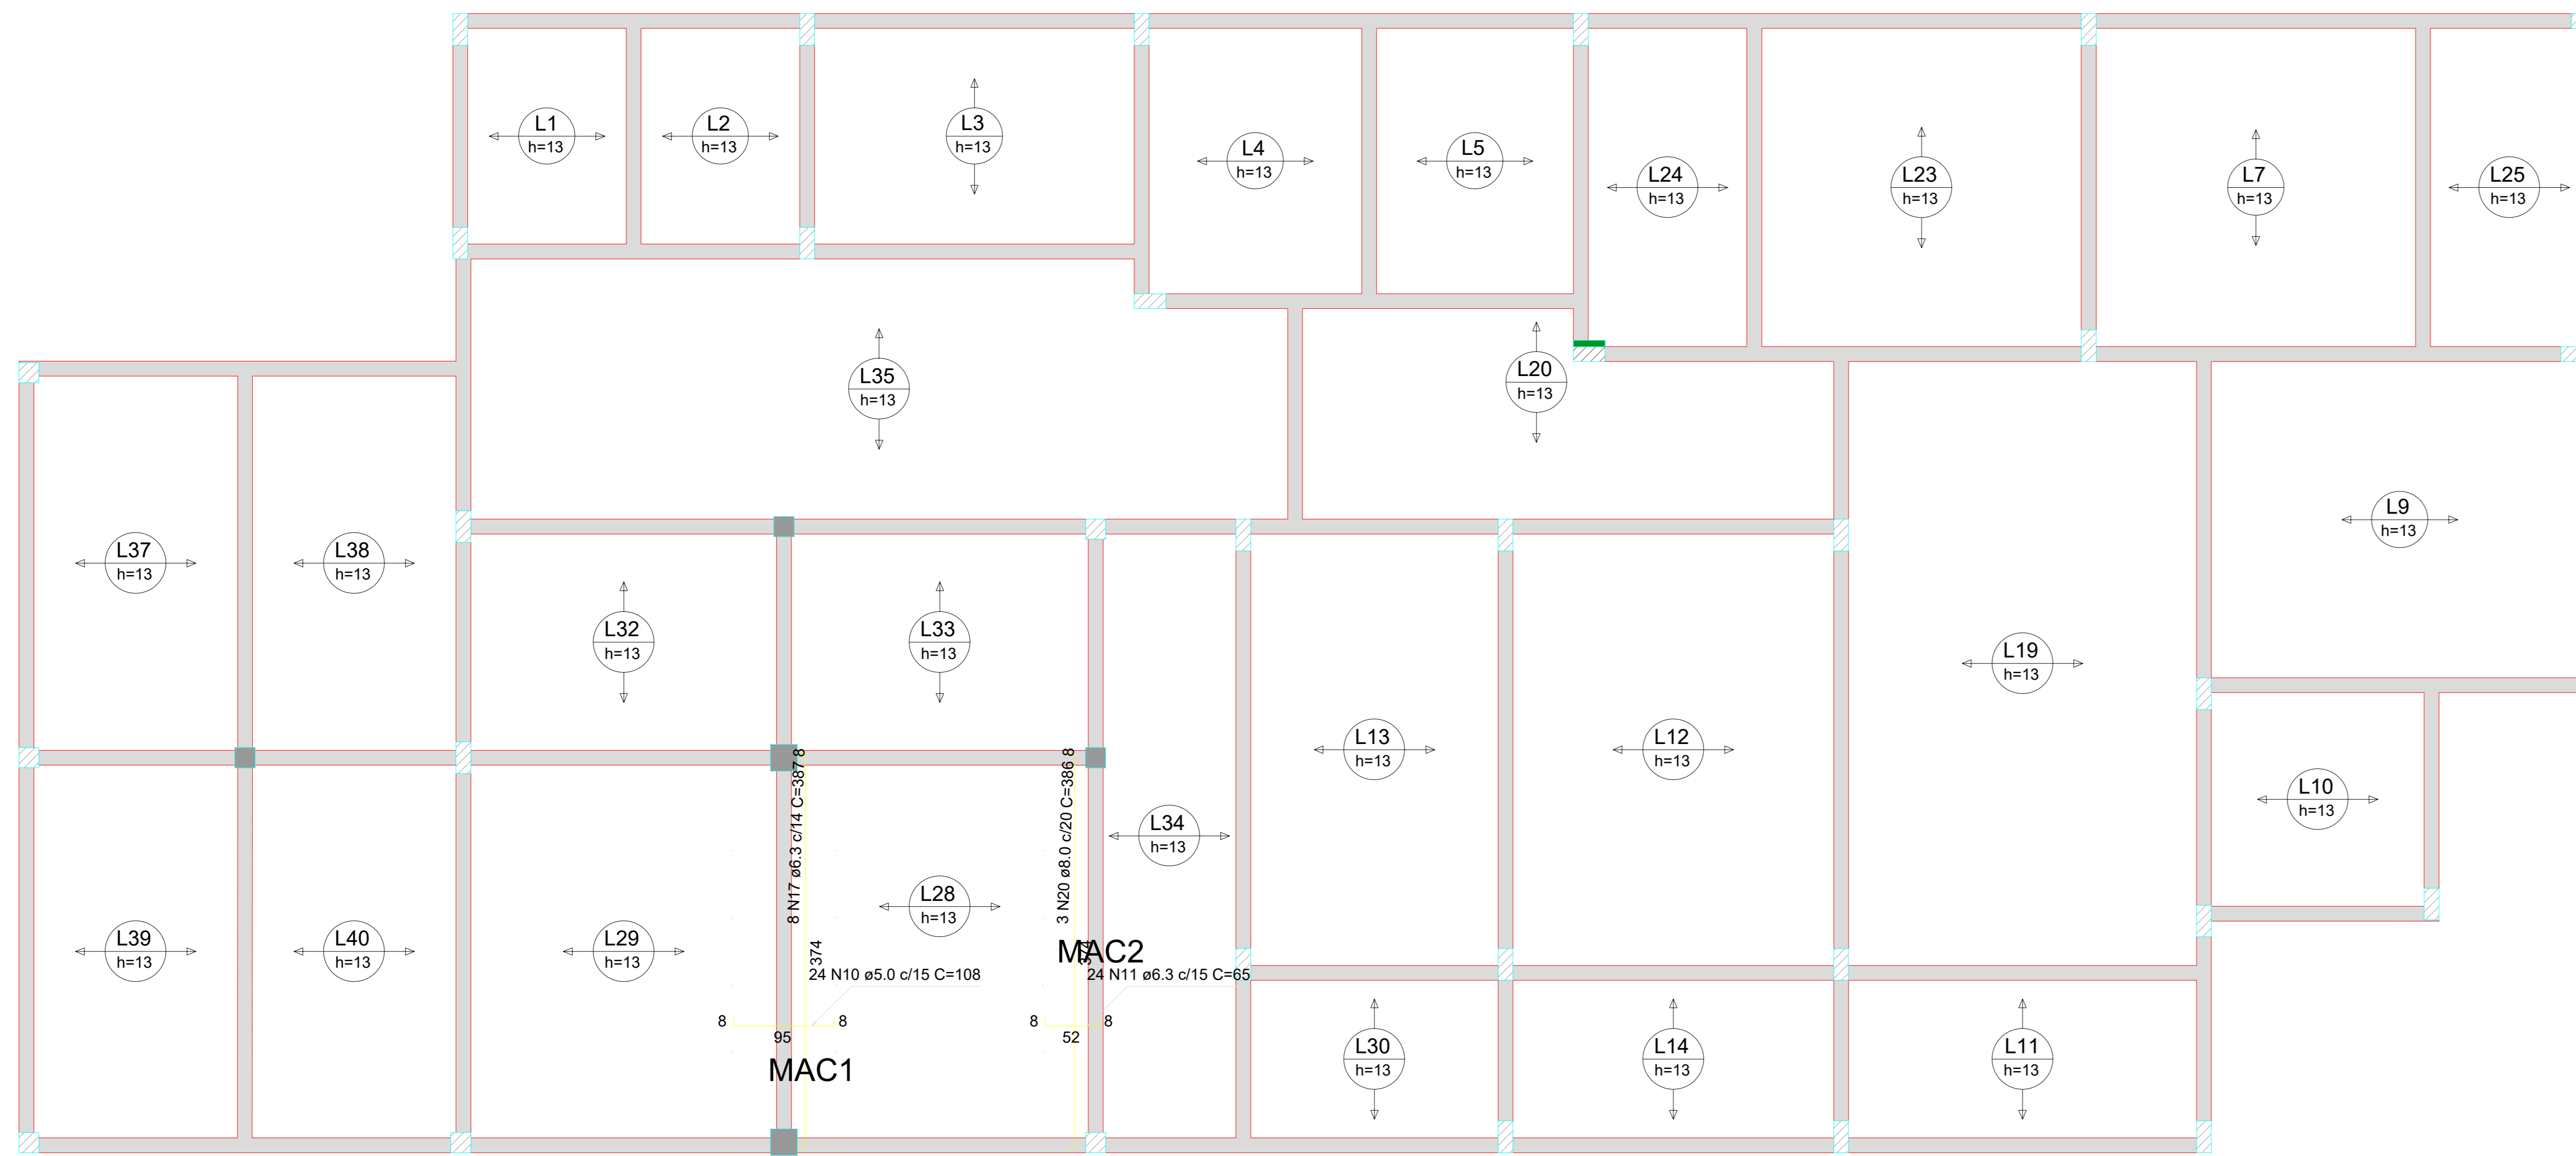 L1
h=13
L2
h=13
L3
h=13
L4
h=13
L5
h=13
L24
h=13
L23
h=13
L7
h=13
L25
h=13
L35
h=13
L20
h=13
L37
h=13
L38
h=13
L32
h=13
L33
h=13
L9
h=13
L19
h=13
L13
h=13
L12
h=13
L10
h=13
L34
h=13
L39
h=13
L40
h=13
L29
h=13
L28
h=13
8 N17 ø6.3 c/14 C=387 8
374
3 N20 ø8.0 c/20 C=386 8
374
MAC2
24 N10 ø5.0 c/15 C=108
24 N11 ø6.3 c/15 C=65
8
95
8
8
52
8
MAC1
L30
h=13
L14
h=13
L11
h=13